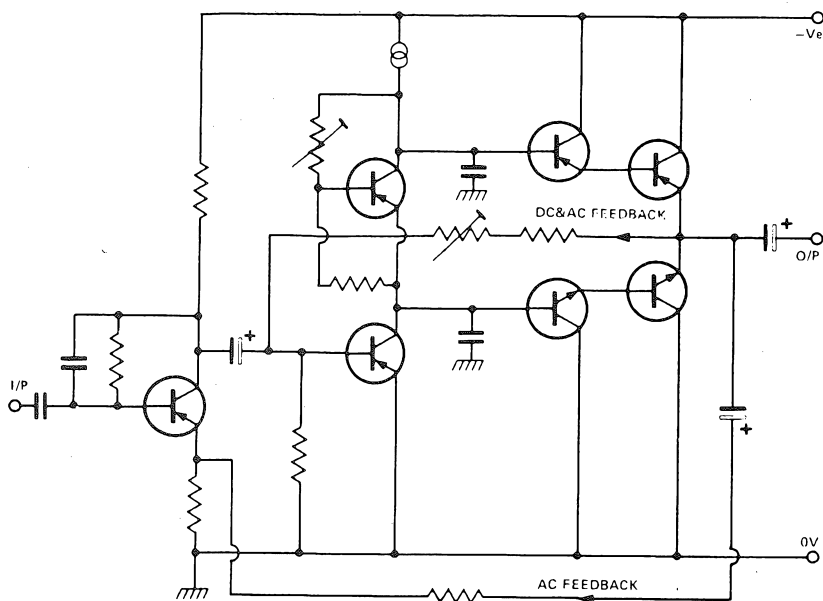 -Ve
DC&AC FEEDBACK
+
O/P
+
I/P
+
0V
AC FEEDBACK